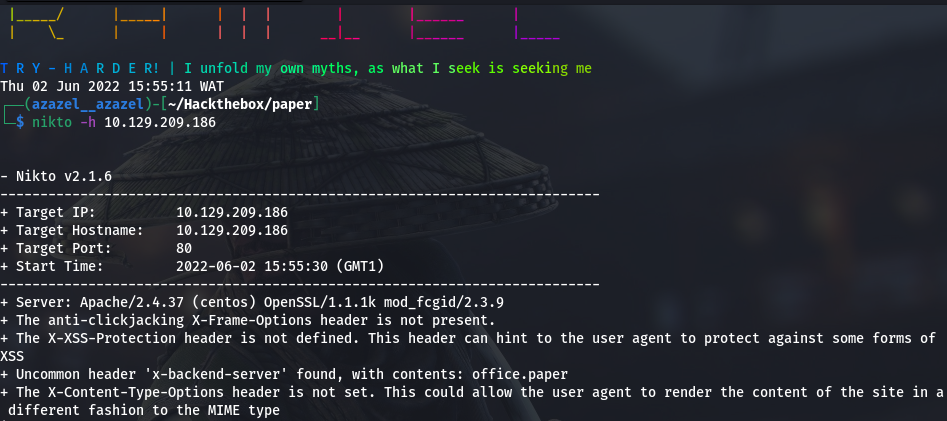 T R Y - H A R D E R! | I unfold my own myths, as what I seek is seeking me
Thu 02 Jun 2022 15:55:11 WAT
┌──(azazel__azazel)-[~/Hackthebox/paper]
└─$ nikto -h 10.129.209.186
- Nikto v2.1.6
---------------------------------------------------------------------------
+ Target IP:          10.129.209.186
+ Target Hostname:    10.129.209.186
+ Target Port:        80
+ Start Time:         2022-06-02 15:55:30 (GMT1)
---------------------------------------------------------------------------
+ Server: Apache/2.4.37 (centos) OpenSSL/1.1.1k mod_fcgid/2.3.9
+ The anti-clickjacking X-Frame-Options header is not present.
+ The X-XSS-Protection header is not defined. This header can hint to the user agent to protect against some forms of
XSS
+ Uncommon header 'x-backend-server' found, with contents: office.paper
+ The X-Content-Type-Options header is not set. This could allow the user agent to render the content of the site in a
different fashion to the MIME type